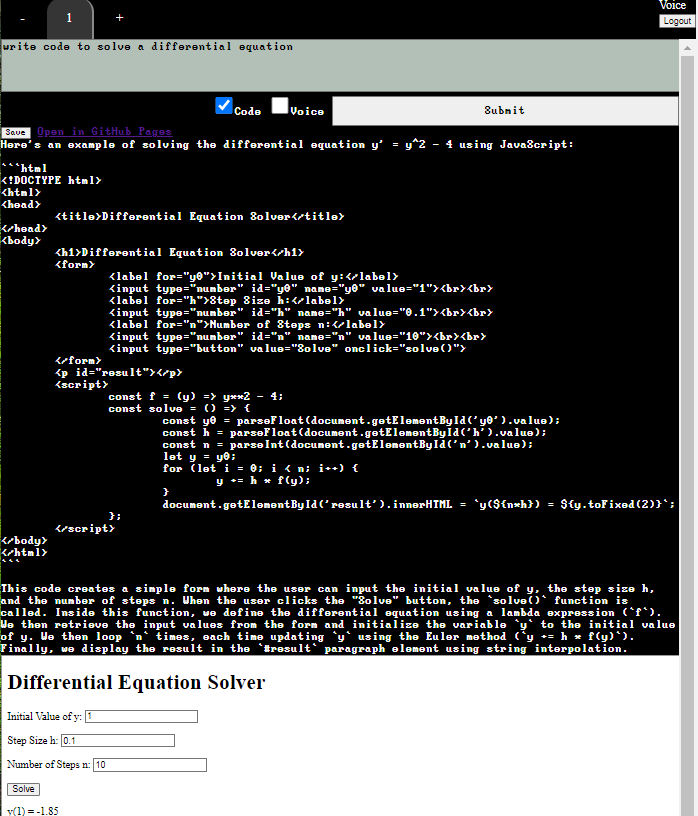 Voice
- 1 +
Logout
write code to solve a differential equation
Code Voice Submit
Save Open in GitHub Pages
Here's an example of solving the differential equation y' = y^2 - 4 using JavaScript:
```html
<!DOCTYPE html>
<html>
<head>
<title>Differential Equation Solver</title>
</head>
<body>
<h1>Differential Equation Solver</h1>
<form>
<label for="y0">Initial Value of y:</label>
<input type="number" id="y0" name="y0" value="1"><br><br>
<label for="h">Step Size h:</label>
<input type="number" id="h" name="h" value="0.1"><br><br>
<label for="n">Number of Steps n:</label>
<input type="number" id="n" name="n" value="10"><br><br>
<input type="button" value="Solve" onclick="solve()">
</form>
<p id="result"></p>
<script>
const f = (y) => y**2 - 4;
const solve = () => {
const y0 = parseFloat(document.getElementById('y0').value);
const h = parseFloat(document.getElementById('h').value);
const n = parseInt(document.getElementById('n').value);
let y = y0;
for (let i = 0; i < n; i++) {
y += h * f(y);
}
document.getElementById('result').innerHTML = `y(${n*h}) = ${y.toFixed(2)}`;
};
</script>
</body>
</html>
```
This code creates a simple form where the user can input the initial value of y, the step size h,
and the number of steps n. When the user clicks the "Solve" button, the `solve()` function is
called. Inside this function, we define the differential equation using a lambda expression (`f`).
We then retrieve the input values from the form and initialize the variable `y` to the initial value
of y. We then loop `n` times, each time updating `y` using the Euler method (`y += h * f(y)`).
Finally, we display the result in the `#result` paragraph element using string interpolation.
Differential Equation Solver
Initial Value of y: 1
Step Size h: 0.1
Number of Steps n: 10
Solve
y(1) = -1.85